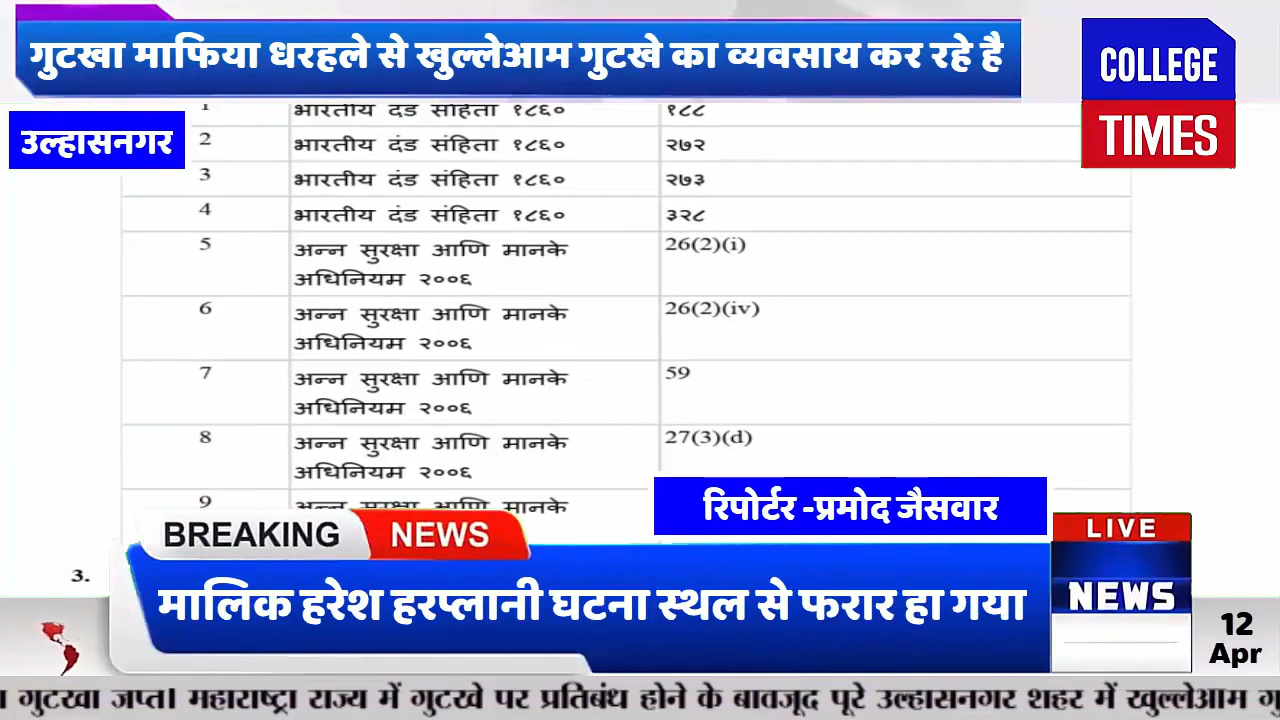 गुटखा माफिया धरहले से खुल्लेआम गुटखे का व्यवसाय कर रहे है
COLLEGE
TIMES
उल्हासनगर
1 भारतीय दंड संहिता १८६० १८८
2 भारतीय दंड संहिता १८६० २७२
3 भारतीय दंड संहिता १८६० २७३
4 भारतीय दंड संहिता १८६० ३२८
5 अन्न सुरक्षा आणि मानके 26(2)(i)
अधिनियम २००६
6 अन्न सुरक्षा आणि मानके 26(2)(iv)
अधिनियम २००६
7 अन्न सुरक्षा आणि मानके 59
अधिनियम २००६
8 अन्न सुरक्षा आणि मानके 27(3)(d)
अधिनियम २००६
9 अन्न सुरक्षा आणि मानके
रिपोर्टर -प्रमोद जैसवार
BREAKING NEWS
LIVE
NEWS
3.
मालिक हरेश हरप्लानी घटना स्थल से फरार हा गया
12
Apr
गुटखा जप्त। महाराष्ट्रा राज्य में गुटखे पर प्रतिबंध होने के बावजूद पूरे उल्हासनगर शहर में खुल्लेआम